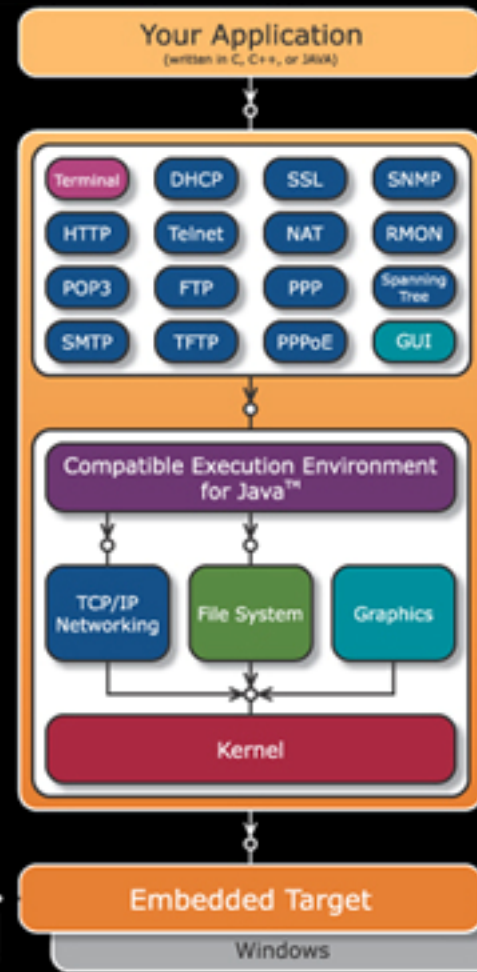 Your Application
(written in C, C++, or JAVA)
Terminal DHCP SSL SNMP
HTTP Telnet NAT RMON
POP3 FTP PPP Spanning
Tree
SMTP TFTP PPPoE GUI
Compatible Execution Environment
for Java™
TCP/IP
Networking
File System
Graphics
Kernel
Embedded Target
Windows